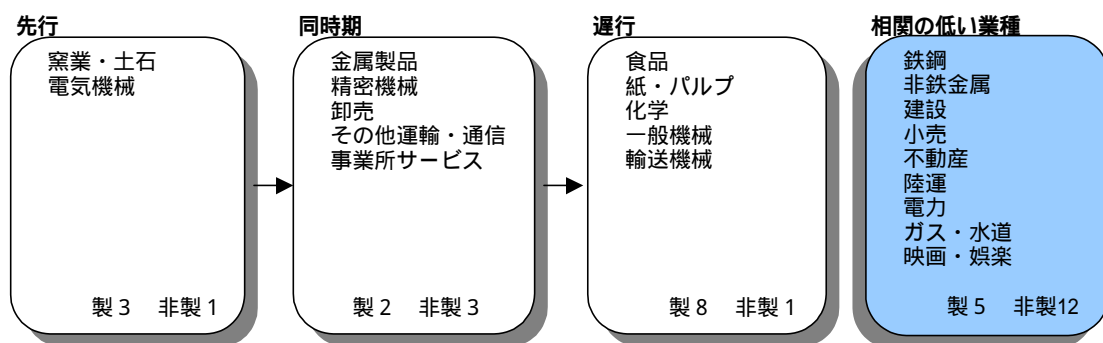 先行
窯業・土石
電気機械
製3 非製1
同時期
金属製品
精密機械
卸売
その他運輸・通信
事業所サービス
製2 非製3
遅行
食品
紙・パルプ
化学
一般機械
輸送機械
製8 非製1
相関の低い業種
鉄鋼
非鉄金属
建設
小売
不動産
陸運
電力
ガス・水道
映画・娯楽
製5 非製12